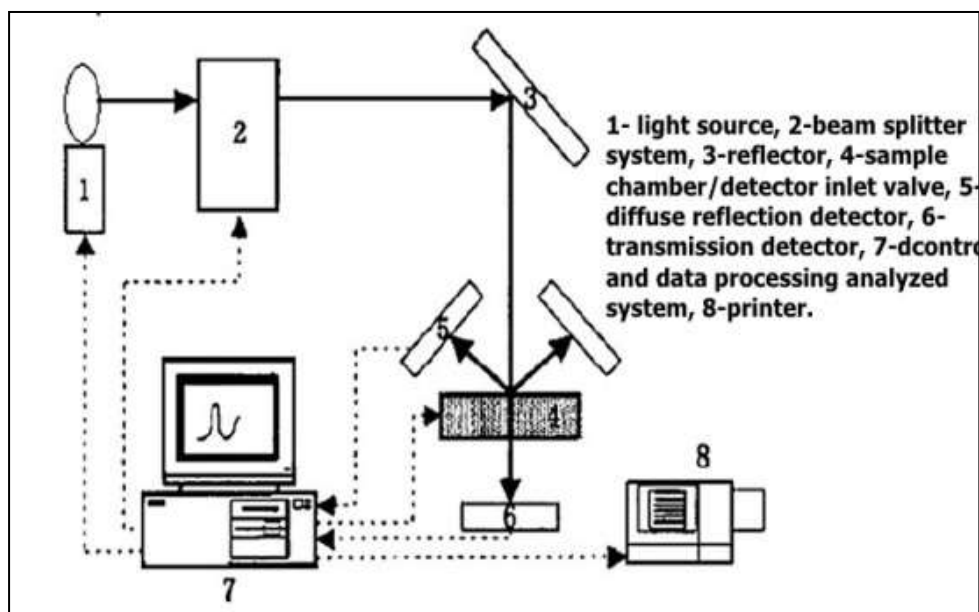 1
2
3
1- light source, 2-beam splitter
system, 3-reflector, 4-sample
chamber/detector inlet valve, 5-
diffuse reflection detector, 6-
transmission detector, 7-dcontro
and data processing analyzed
system, 8-printer.
5
4
6
7
8